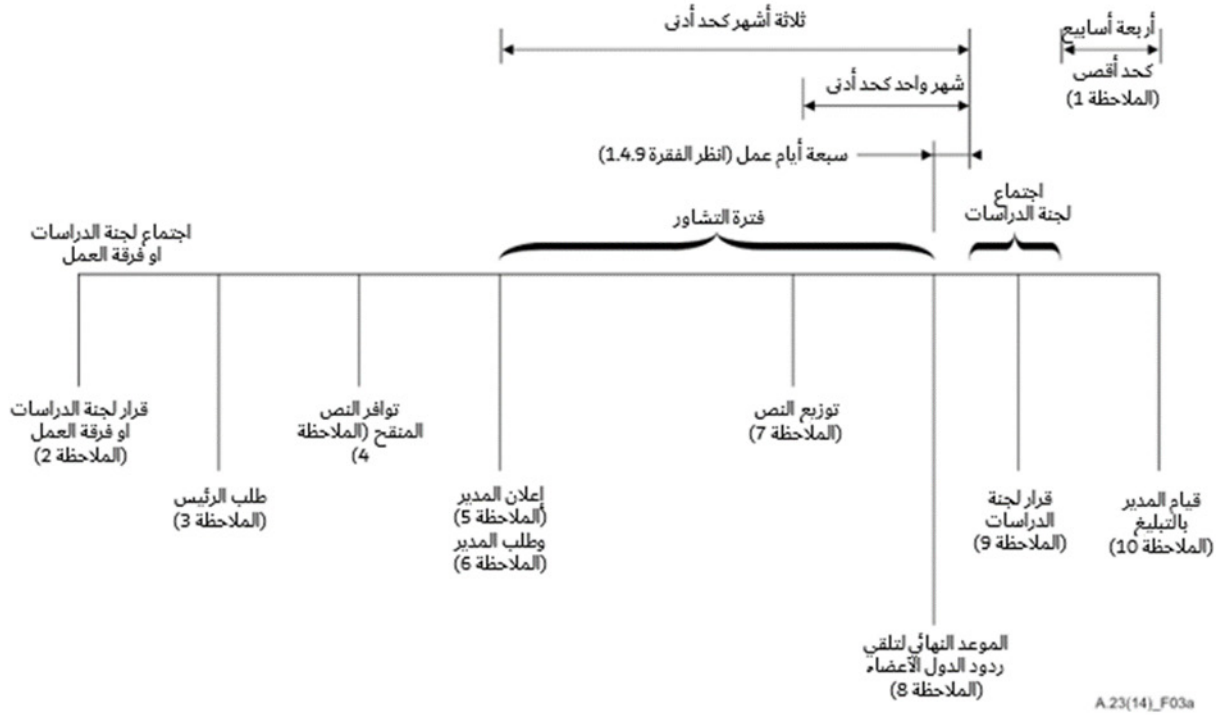 ثلاثة أشهر كحد أدنى
أربعة أسابيع
كحد أقصى
(الملاحظة 1)
شهر واحد كحد أدنى
سبعة أيام عمل (انظر الفقرة 1.4.9)
اجتماع
لجنة الدراسات
فترة التشاور
اجتماع لجنة الدراسات
او فرقة العمل
قرار لجنة الدراسات
او فرقة العمل
(الملاحظة 2)
طلب الرئيس
(الملاحظة 3)
توافر النص
المنقح (الملاحظة
4)
إعلان المدير
(الملاحظة 5)
وطلب المدير
(الملاحظة 6)
توزيع النص
(الملاحظة 7)
الموعد النهائي لتلقي
ردود الدول الأعضاء
(الملاحظة 8)
قرار لجنة
الدراسات
(الملاحظة 9)
قيام المدير
بالتبليغ
(الملاحظة 10)
A.23(14)_F03a